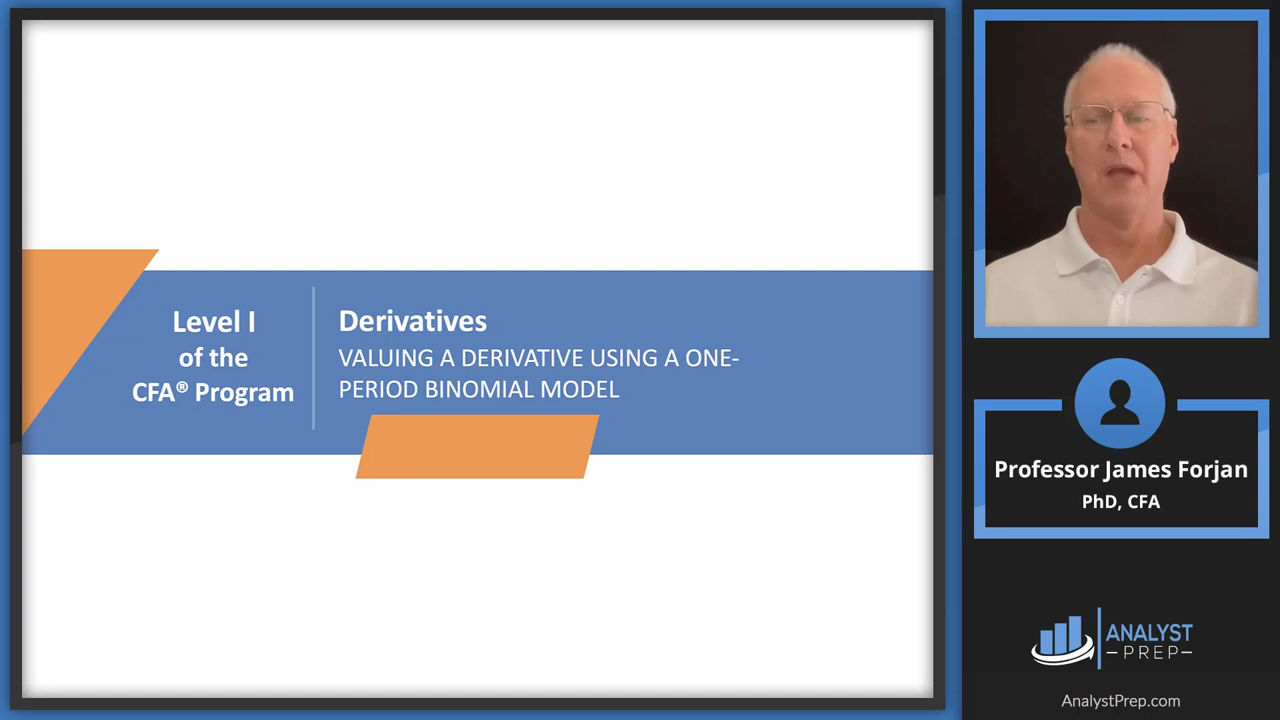 Level I
of the
CFA® Program
Derivatives
VALUING A DERIVATIVE USING A ONE-
PERIOD BINOMIAL MODEL
Professor James Forjan
PhD, CFA
ANALYST
PREP
AnalystPrep.com